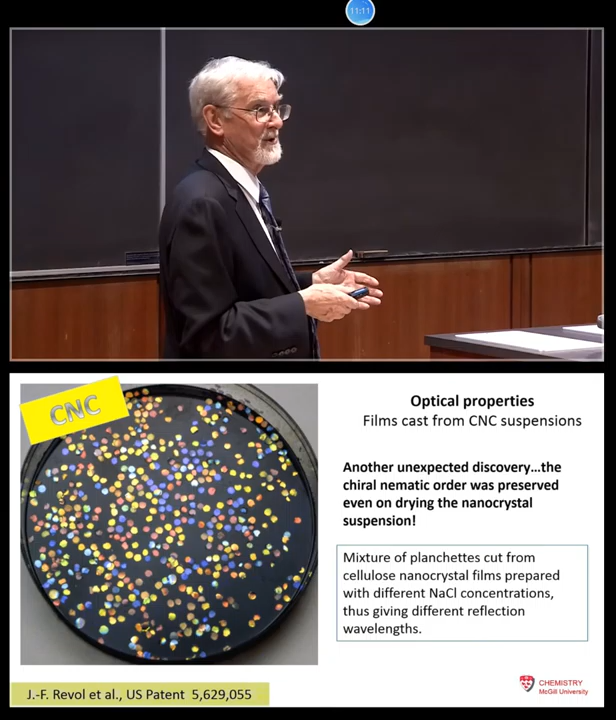 11:11
CNC
Optical properties
Films cast from CNC suspensions
Another unexpected discovery...the
chiral nematic order was preserved
even on drying the nanocrystal
suspension!
Mixture of planchettes cut from
cellulose nanocrystal films prepared
with different NaCl concentrations,
thus giving different reflection
wavelengths.
J.-F. Revol et al., US Patent 5,629,055
CHEMISTRY
McGill University